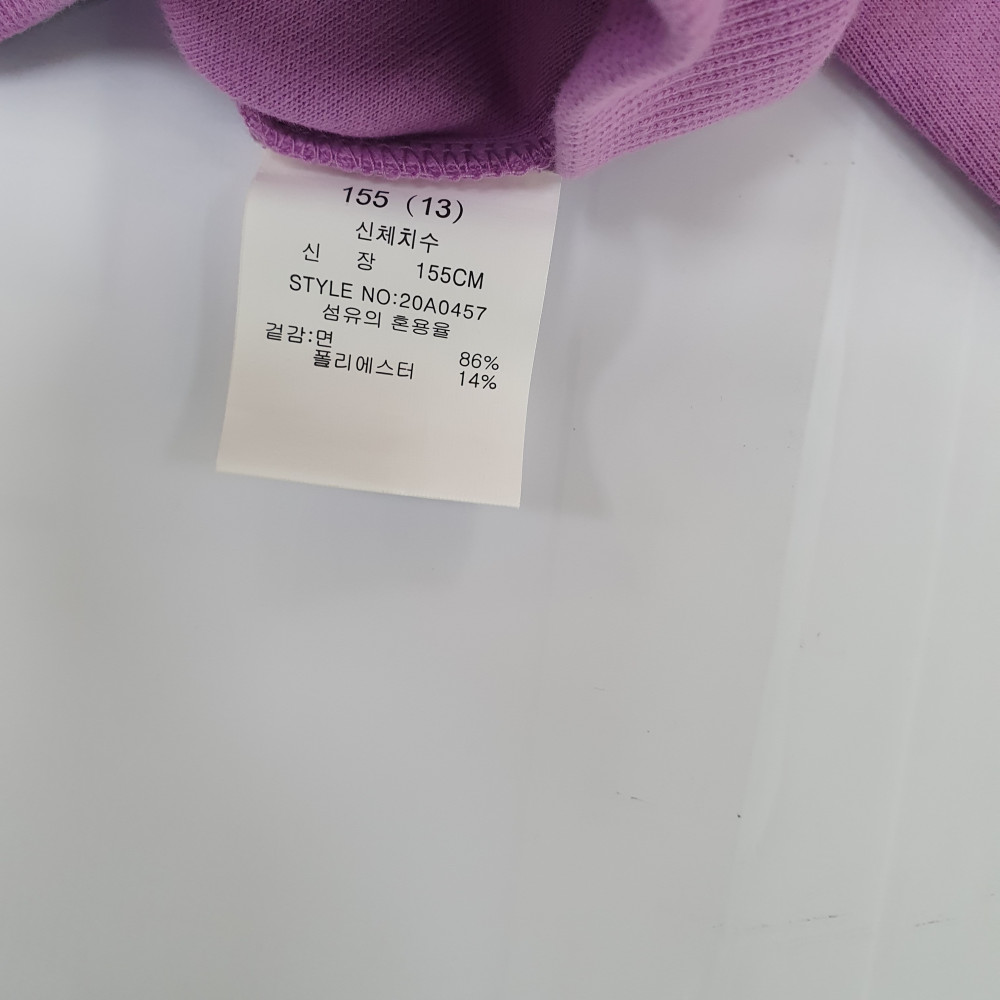 155 (13)
신체치수
신 장 155CM
STYLE NO:20A0457
섬유의 혼용율
겉감:면 86%
폴리에스터 14%